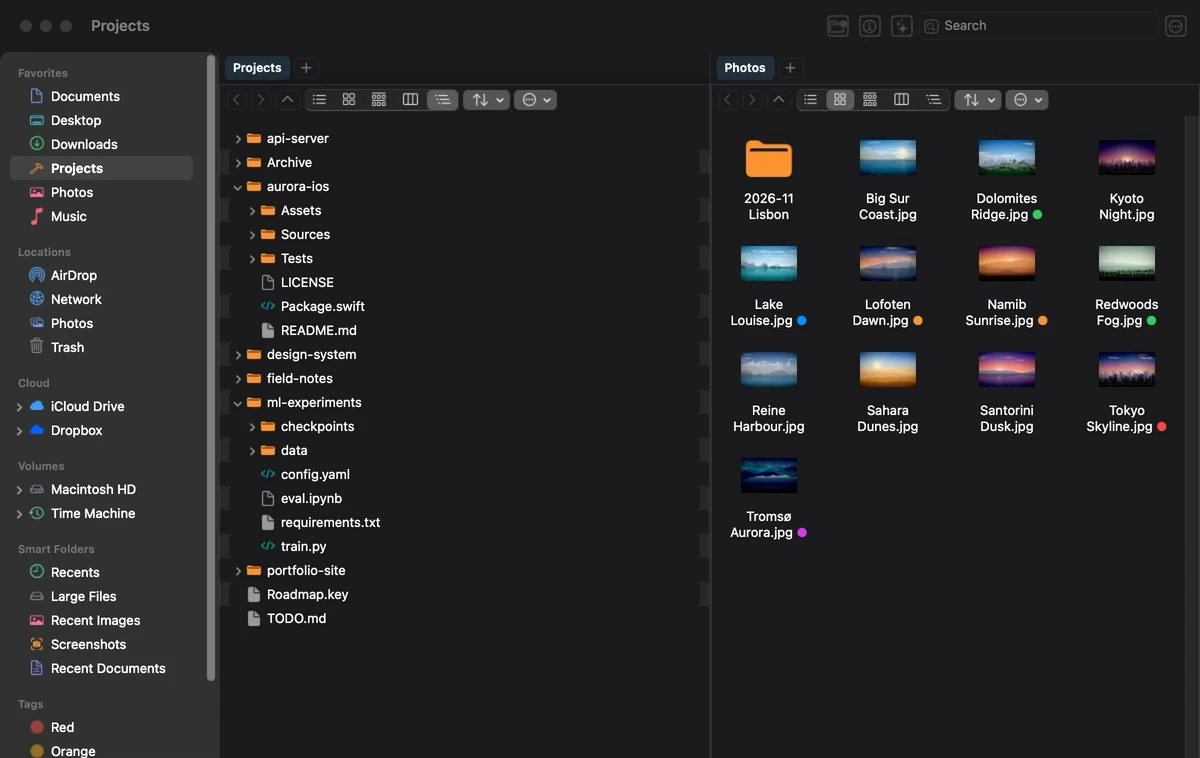 Projects
Search
Favorites
Documents
Desktop
Downloads
Projects
Photos
Music
Locations
AirDrop
Network
Photos
Trash
Cloud
iCloud Drive
Dropbox
Volumes
Macintosh HD
Time Machine
Smart Folders
Recents
Large Files
Recent Images
Screenshots
Recent Documents
Tags
Red
Orange
Projects
api-server
Archive
aurora-ios
Assets
Sources
Tests
LICENSE
Package.swift
README.md
design-system
field-notes
ml-experiments
checkpoints
data
config.yaml
eval.ipynb
requirements.txt
train.py
portfolio-site
Roadmap.key
TODO.md
Photos
2026-11
Lisbon
Big Sur
Coast.jpg
Dolomites
Ridge.jpg
Kyoto
Night.jpg
Lake
Louise.jpg
Lofoten
Dawn.jpg
Namib
Sunrise.jpg
Redwoods
Fog.jpg
Reine
Harbour.jpg
Sahara
Dunes.jpg
Santorini
Dusk.jpg
Tokyo
Skyline.jpg
Tromsø
Aurora.jpg